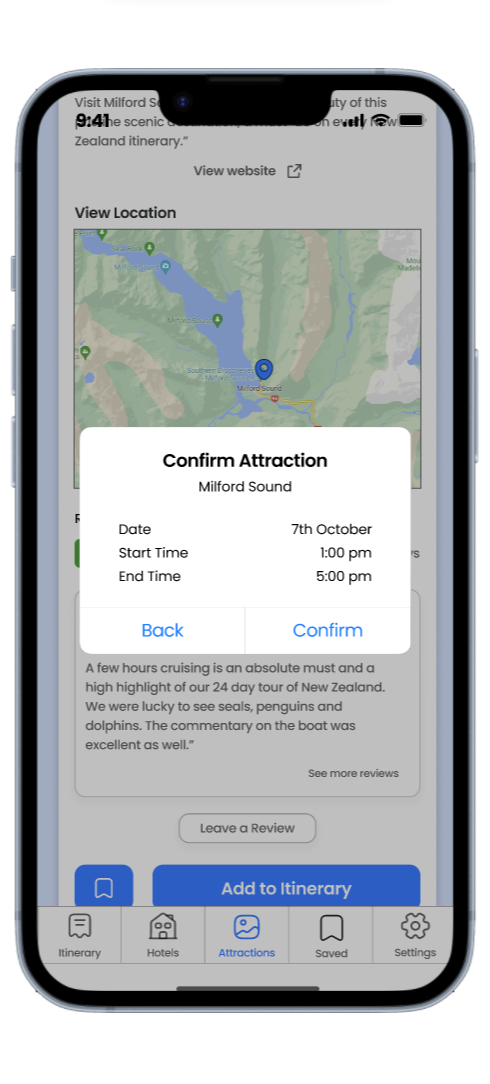 Visit Milford uty of this
9:41
the scenic on every New
Zealand itinerary.”
View website
View Location
Milford Sound
Milford Sound
Confirm Attraction
Milford Sound
Date 7th October
Start Time 1:00 pm
End Time 5:00 pm
Back Confirm
A few hours cruising is an absolute must and a
high highlight of our 24 day tour of New Zealand.
We were lucky to see seals, penguins and
dolphins. The commentary on the boat was
excellent as well.”
See more reviews
Leave a Review
Add to Itinerary
Itinerary Hotels Attractions Saved Settings